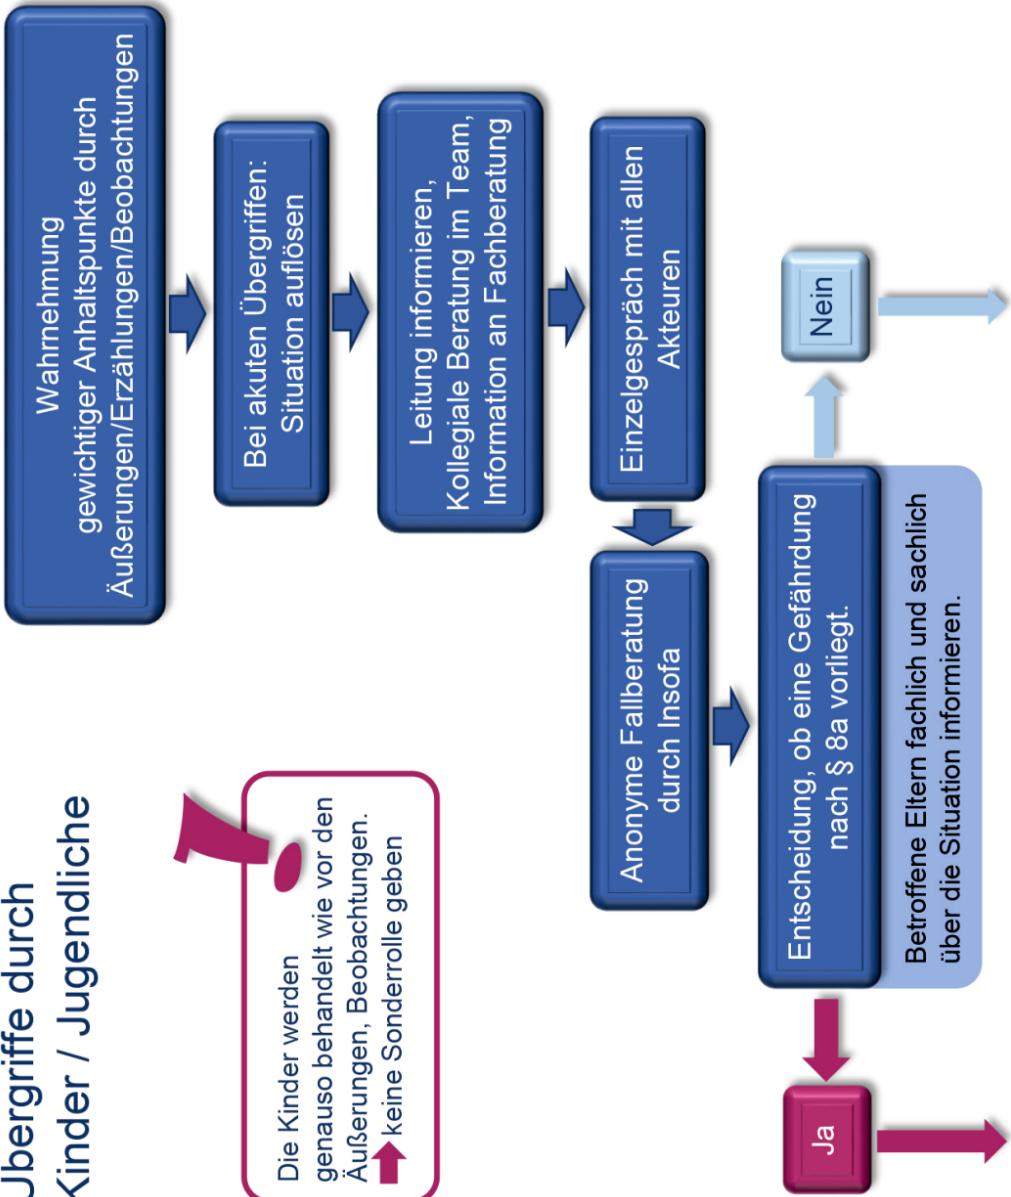 Übergriffe durch
Kinder / Jugendliche
Die Kinder werden
genauso behandelt wie vor den
Äußerungen, Beobachtungen.
keine Sonderrolle geben
Wahrnehmung
gewichtiger Anhaltspunkte durch
Äußerungen/Erzählungen/Beobachtungen
Bei akuten Übergriffen:
Situation auflösen
Leitung informieren,
Kollegiale Beratung im Team,
Information an Fachberatung
Einzelgespräch mit allen
Akteuren
Anonyme Fallberatung
durch Insofa
Entscheidung, ob eine Gefährdung
nach § 8a vorliegt.
Betroffene Eltern fachlich und sachlich
über die Situation informieren.
Ja
Nein